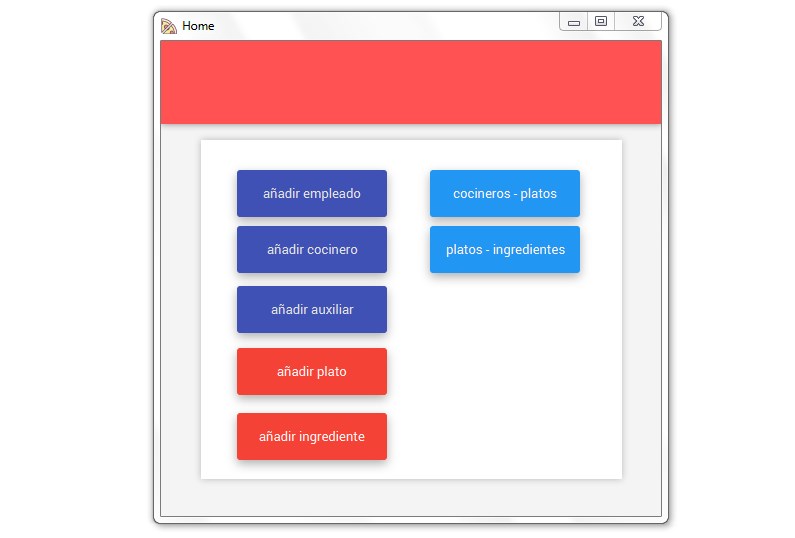 Home
añadir empleado
añadir cocinero
añadir auxiliar
añadir plato
añadir ingrediente
cocineros - platos
platos - ingredientes